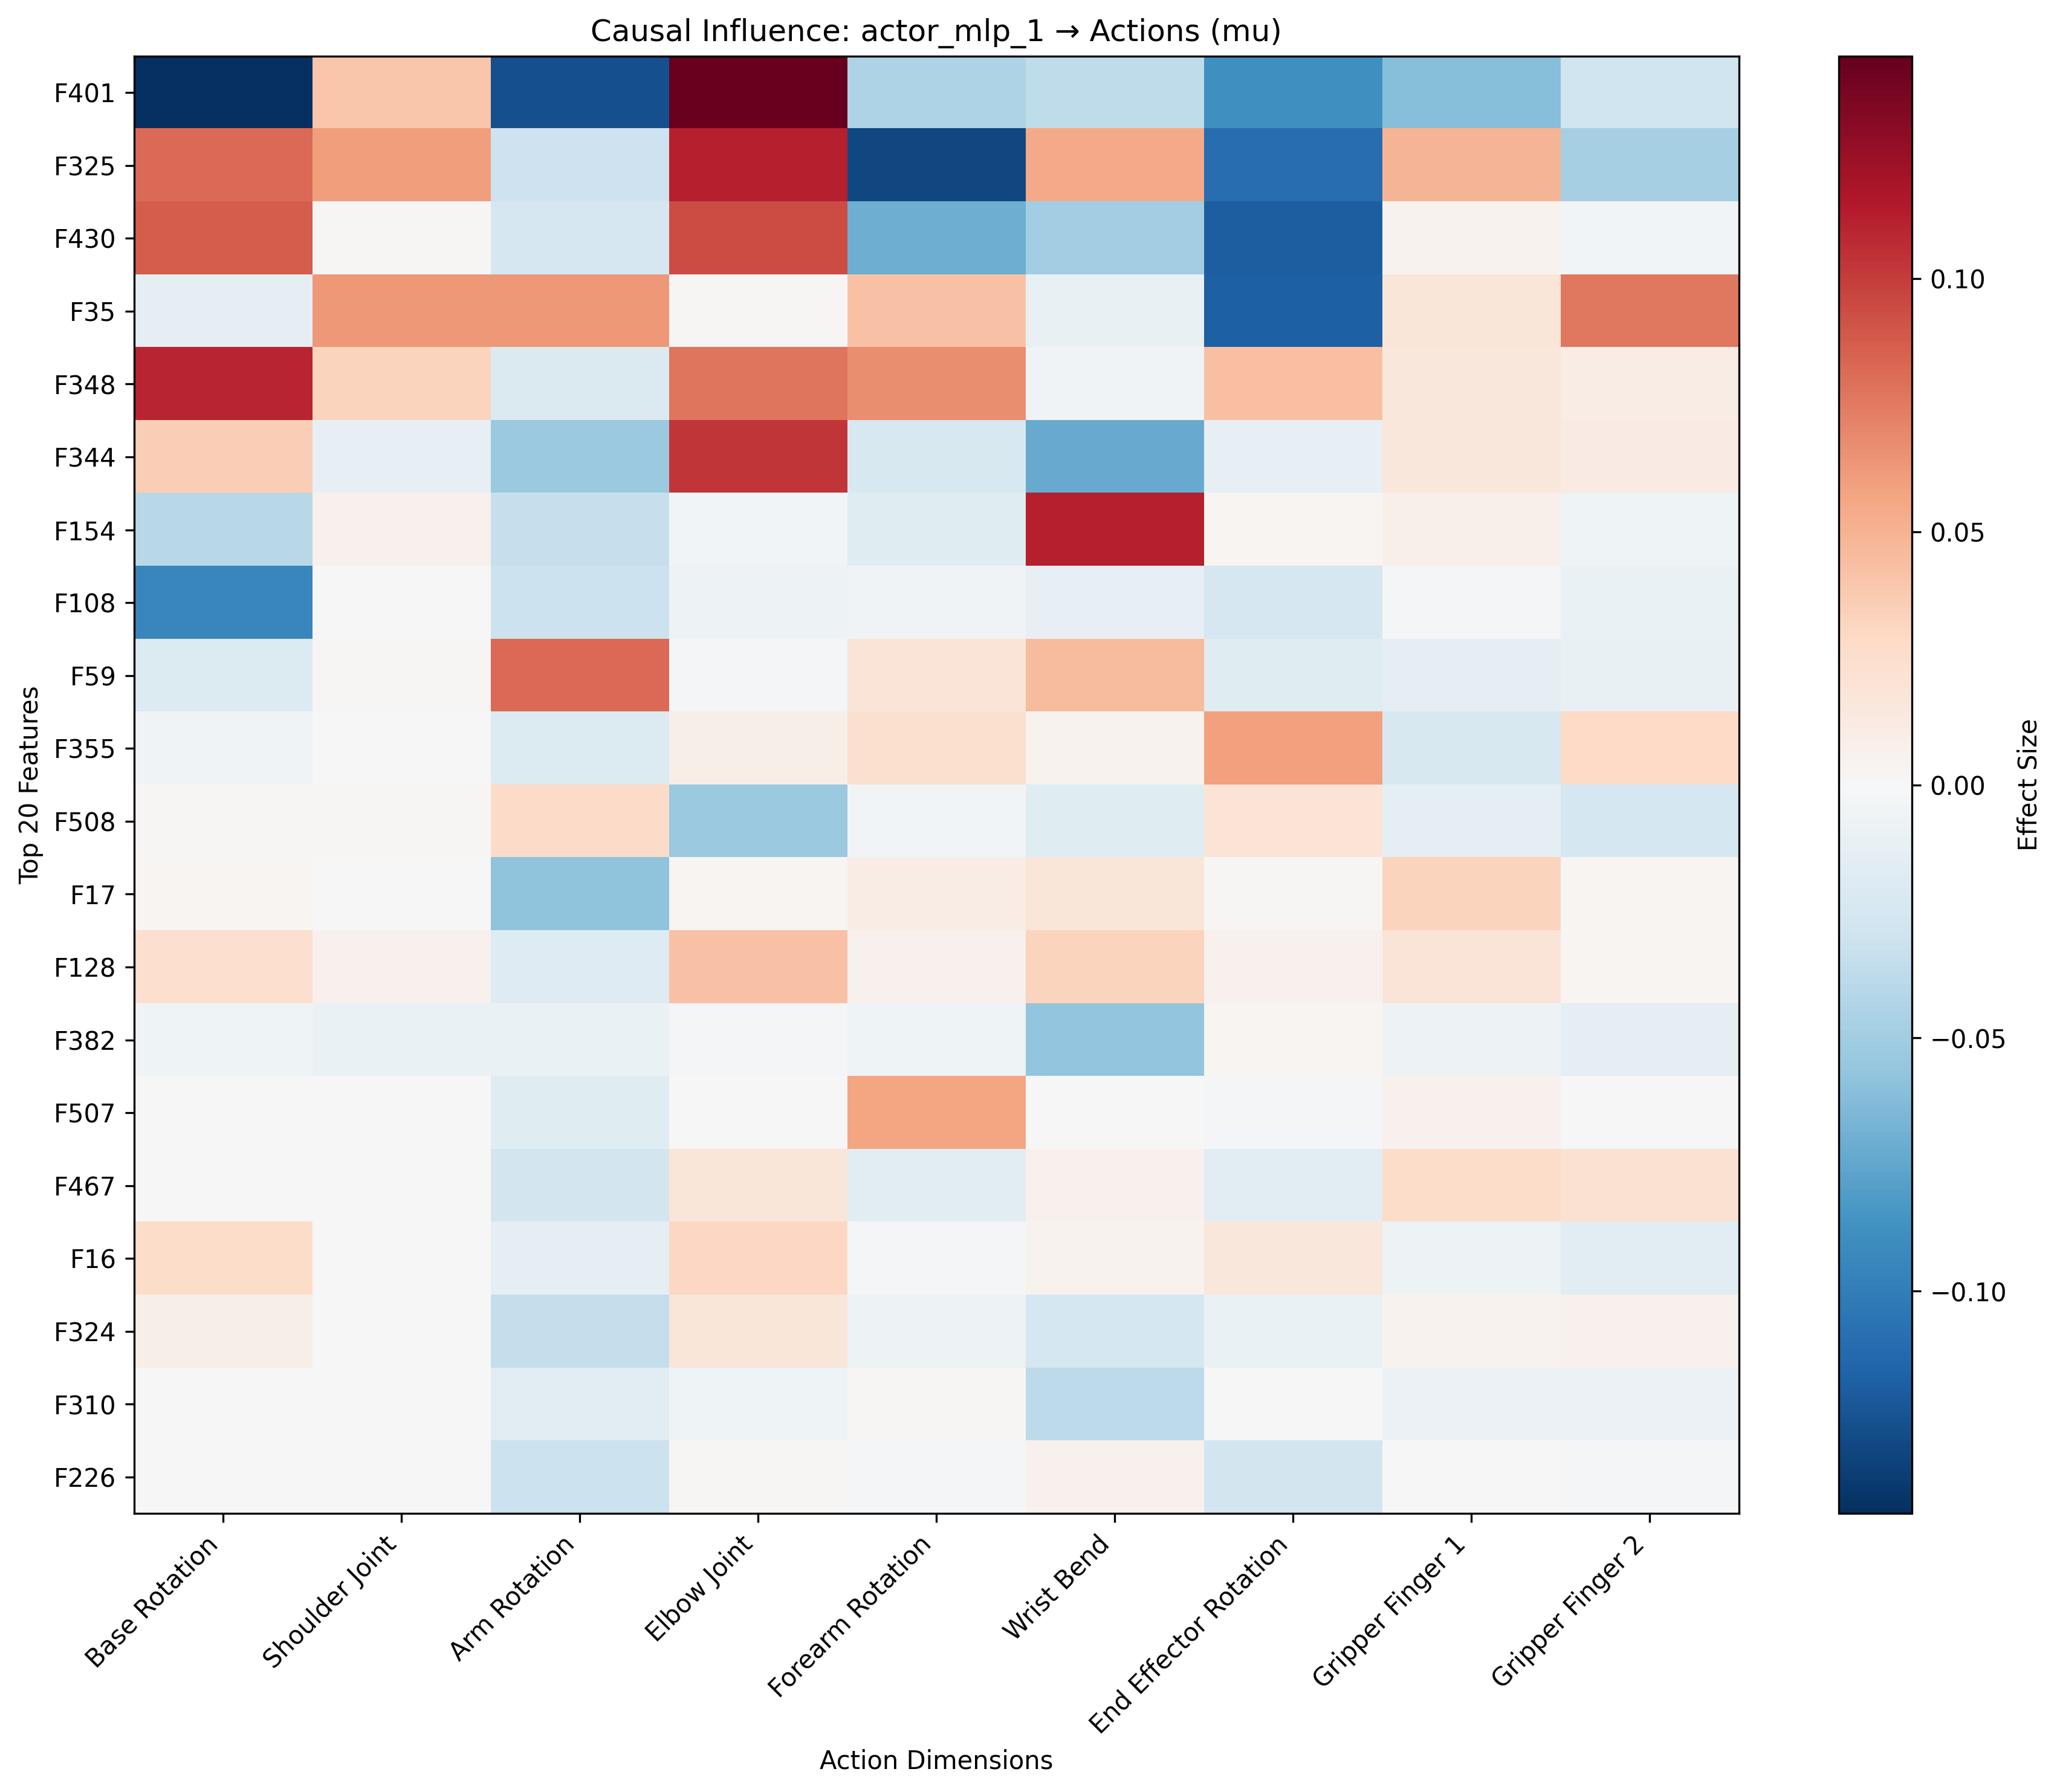 Causal Influence: actor_mlp_1 → Actions (mu)
Top 20 Features
F401
F325
F430
F35
F348
F344
F154
F108
F59
F355
F508
F17
F128
F382
F507
F467
F16
F324
F310
F226
Base Rotation
Shoulder Joint
Arm Rotation
Elbow Joint
Forearm Rotation
Wrist Bend
End Effector Rotation
Gripper Finger 1
Gripper Finger 2
Action Dimensions
0.10
0.05
0.00
−0.05
−0.10
Effect Size